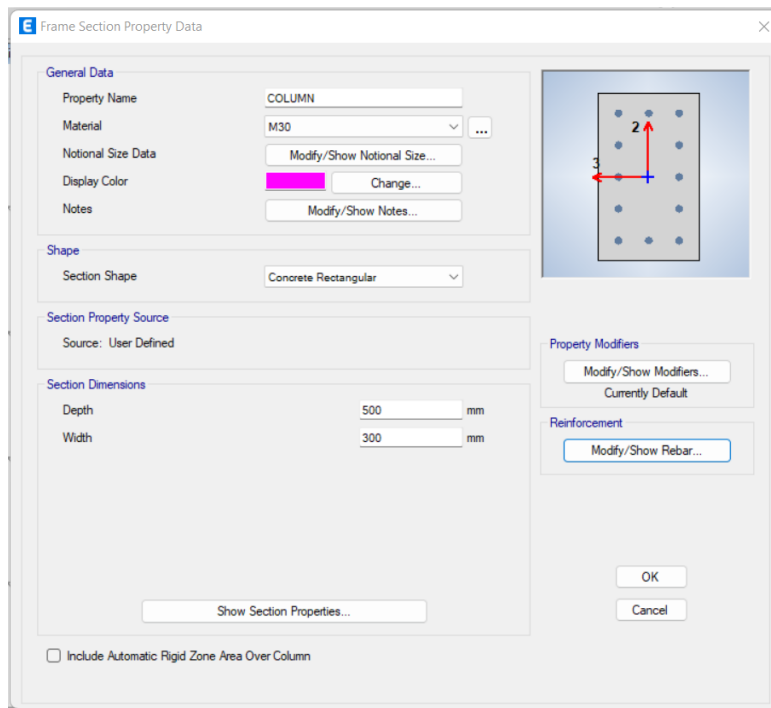 E Frame Section Property Data
General Data
Property Name COLUMN
Material M30 ...
Notional Size Data Modify/Show Notional Size...
Display Color Change...
Notes Modify/Show Notes...
2
3
Shape
Section Shape Concrete Rectangular
Section Property Source
Source: User Defined
Property Modifiers
Modify/Show Modifiers...
Currently Default
Section Dimensions
Depth 500 mm
Width 300 mm
Reinforcement
Modify/Show Rebar...
OK
Show Section Properties... Cancel
Include Automatic Rigid Zone Area Over Column